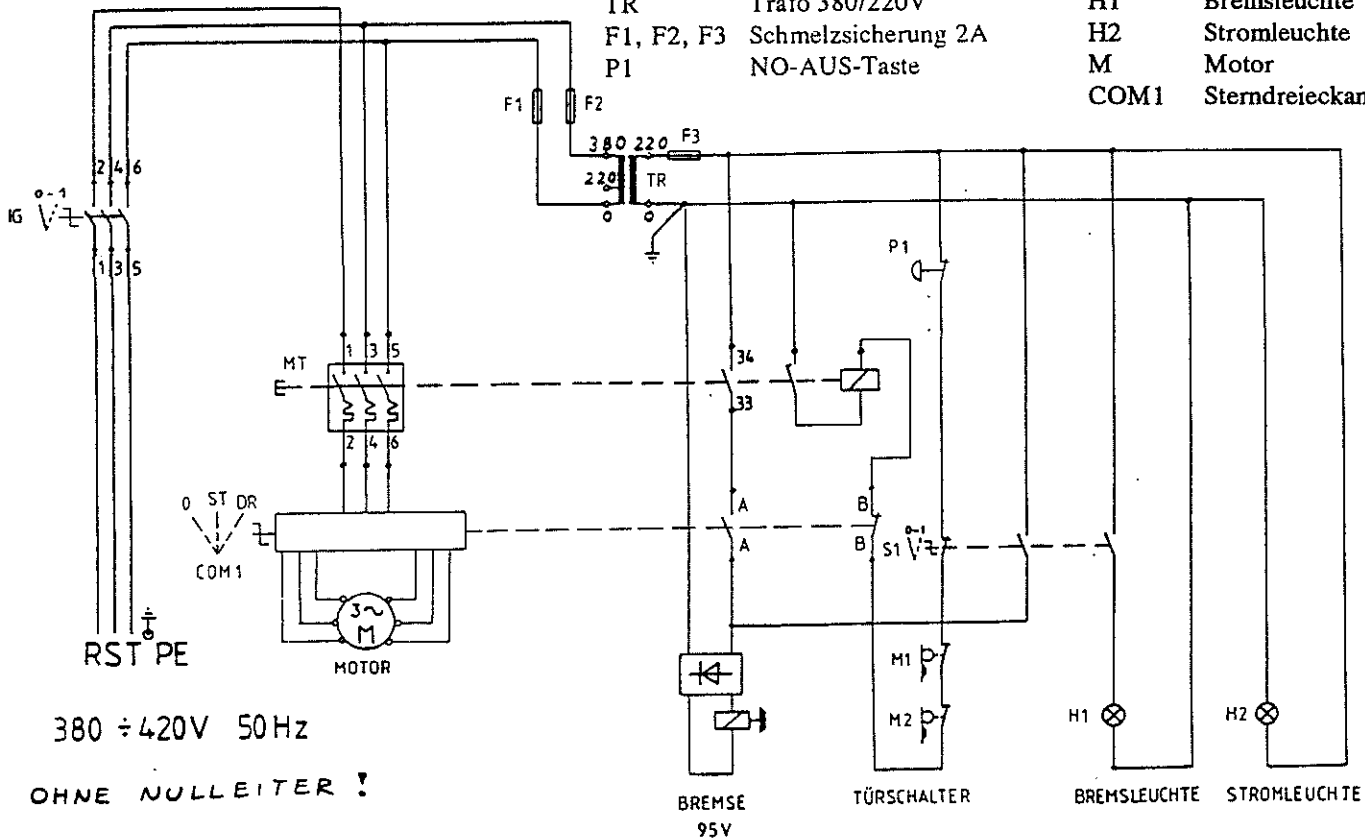 TR Trafo 380/220V H1 Bremsleuchte
F1, F2, F3 Schmelzsicherung 2A H2 Stromleuchte
P1 NO-AUS-Taste M Motor
COM1 Sterndreieckan
F1 F2
380 220 F3
220 TR
0 0
2 4 6
0-1
IG
1 3 5
P1
1 3 5
MT
34
33
2 4 6
0 ST DR
COM1
A B
A B
0-1
S1
3~
M
MOTOR
RST PE
M1
M2
H1 H2
380 ÷ 420V 50Hz
OHNE NULLEITER !
BREMSE
95V
TÜRSCHALTER
BREMSLEUCHTE
STROMLEUCHTE